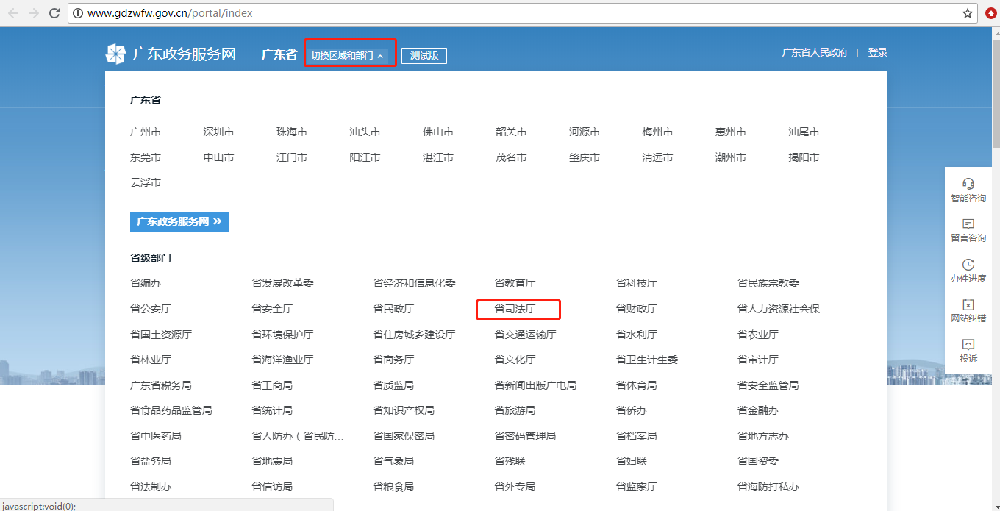 www.gdzwfw.gov.cn/portal/index
广东政务服务网 | 广东省 切换区域和部门 测试版 广东省人民政府 | 登录
广东省
广州市 深圳市 珠海市 汕头市 佛山市 韶关市 河源市 梅州市 惠州市 汕尾市
东莞市 中山市 江门市 阳江市 湛江市 茂名市 肇庆市 清远市 潮州市 揭阳市
云浮市
广东政务服务网 »
省级部门
省编办 省发展改革委 省经济和信息化委 省教育厅 省科技厅 省民族宗教委
省公安厅 省安全厅 省民政厅 省司法厅 省财政厅 省人力资源社会保...
省国土资源厅 省环境保护厅 省住房城乡建设厅 省交通运输厅 省水利厅 省农业厅
省林业厅 省海洋渔业厅 省商务厅 省文化厅 省卫生计生委 省审计厅
广东省税务局 省工商局 省质监局 省新闻出版广电局 省体育局 省安全监管局
省食品药品监管局 省统计局 省知识产权局 省旅游局 省侨办 省金融办
省中医药局 省人防办（省民防... 省国家保密局 省密码管理局 省档案局 省地方志办
省盐务局 省地震局 省气象局 省残联 省妇联 省国资委
省法制办 省信访局 省粮食局 省外专局 省监察厅 省海防打私办
智能咨询
留言咨询
办件进度
网站纠错
投诉
javascript:void(0);